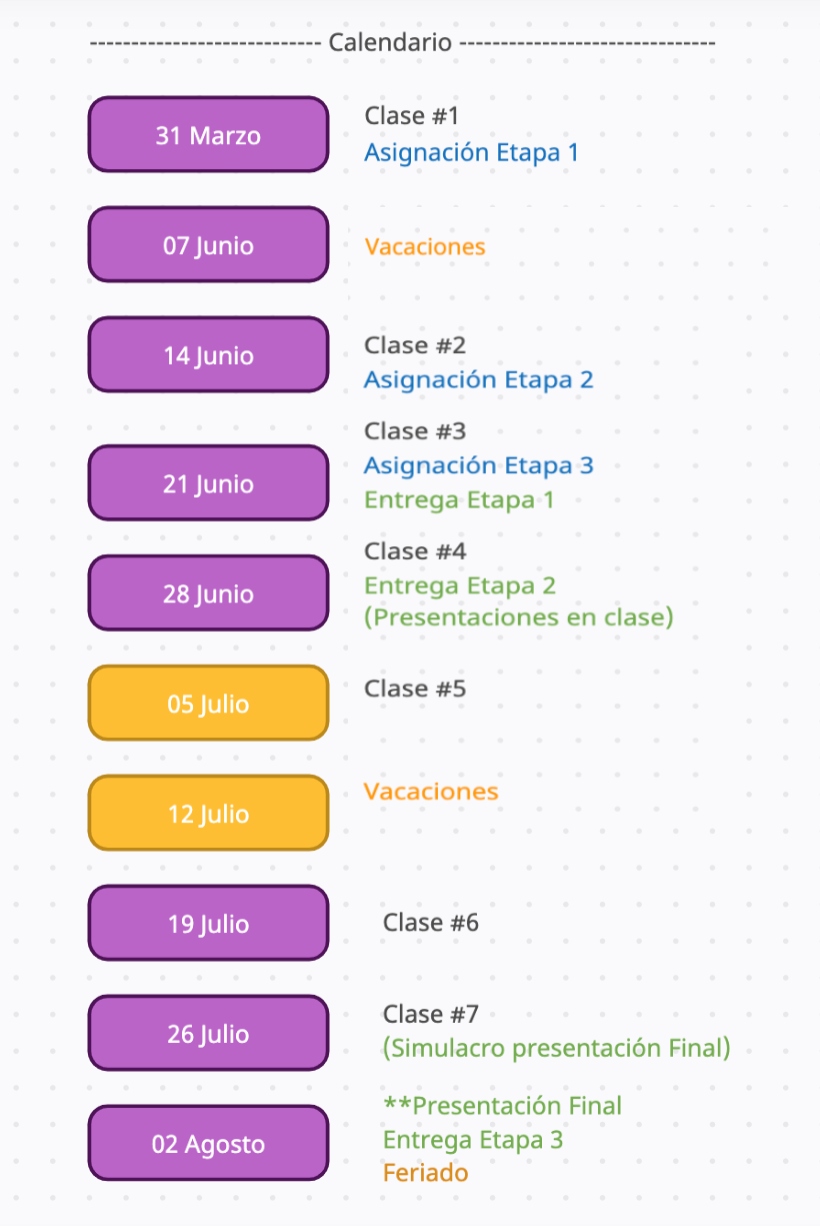 --------------------------- Calendario ------------------------------
31 Marzo
Clase #1
Asignación Etapa 1
07 Junio
Vacaciones
14 Junio
Clase #2
Asignación Etapa 2
21 Junio
Clase #3
Asignación Etapa 3
Entrega Etapa 1
28 Junio
Clase #4
Entrega Etapa 2
(Presentaciones en clase)
05 Julio
Clase #5
12 Julio
Vacaciones
19 Julio
Clase #6
26 Julio
Clase #7
(Simulacro presentación Final)
02 Agosto
**Presentación Final
Entrega Etapa 3
Feriado